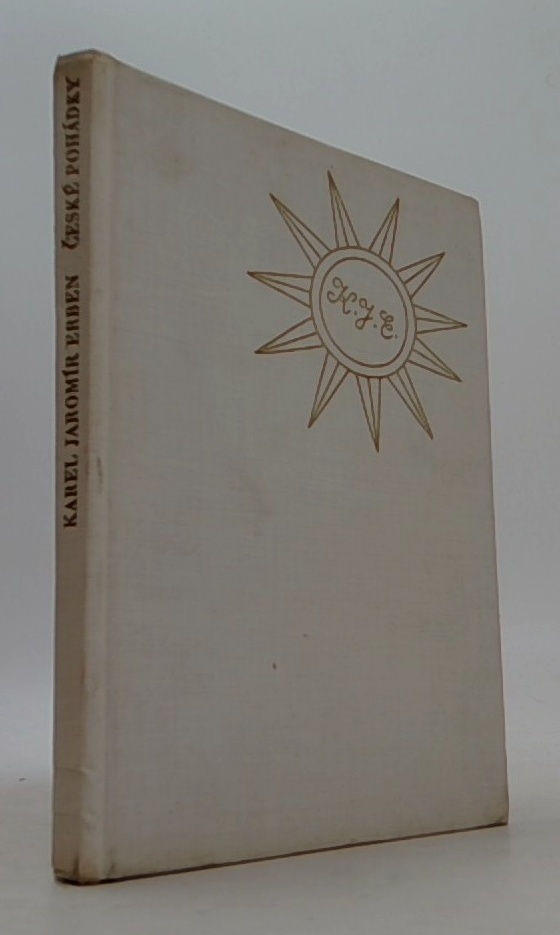 KAREL JAROMÍR ERBEN ČESKÉ POHÁDKY
K. J. E.